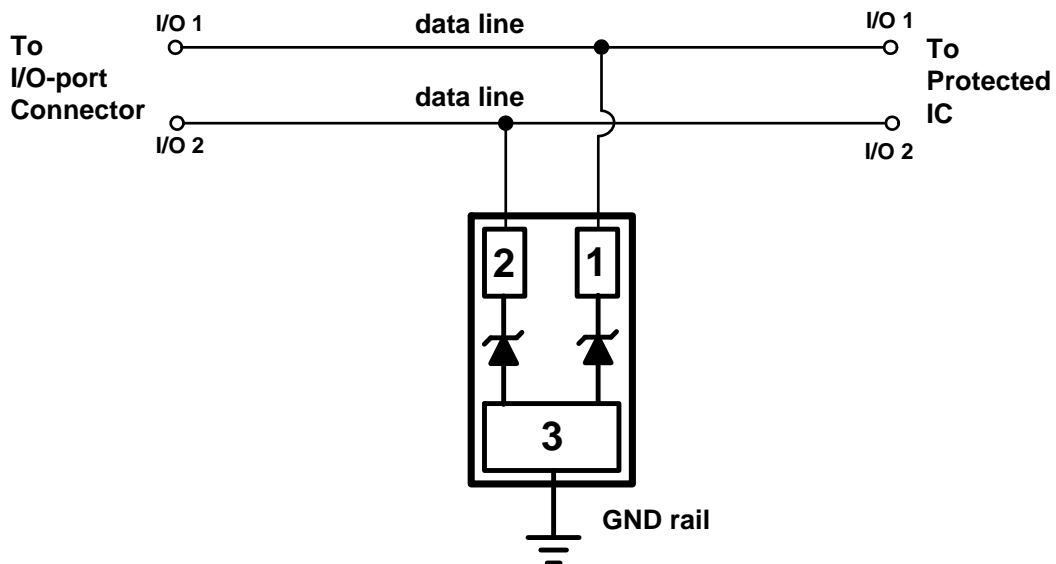 I/O 1
data line
I/O 1
To
I/O-port
Connector
To
Protected
IC
data line
I/O 2
I/O 2
2
1
3
GND rail